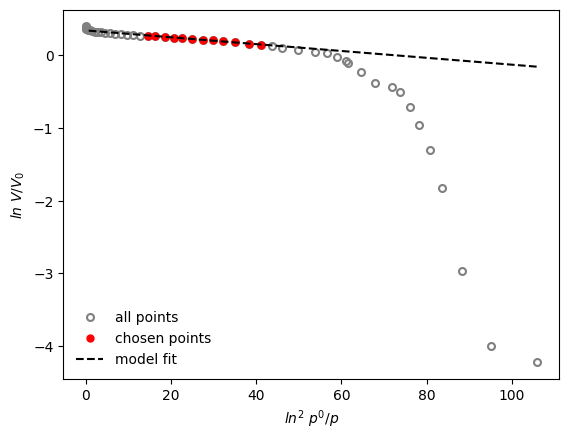 0
−1
−2
−3
−4
ln V/V₀
0
20
40
60
80
100
ln² p⁰/p
all points
chosen points
model fit